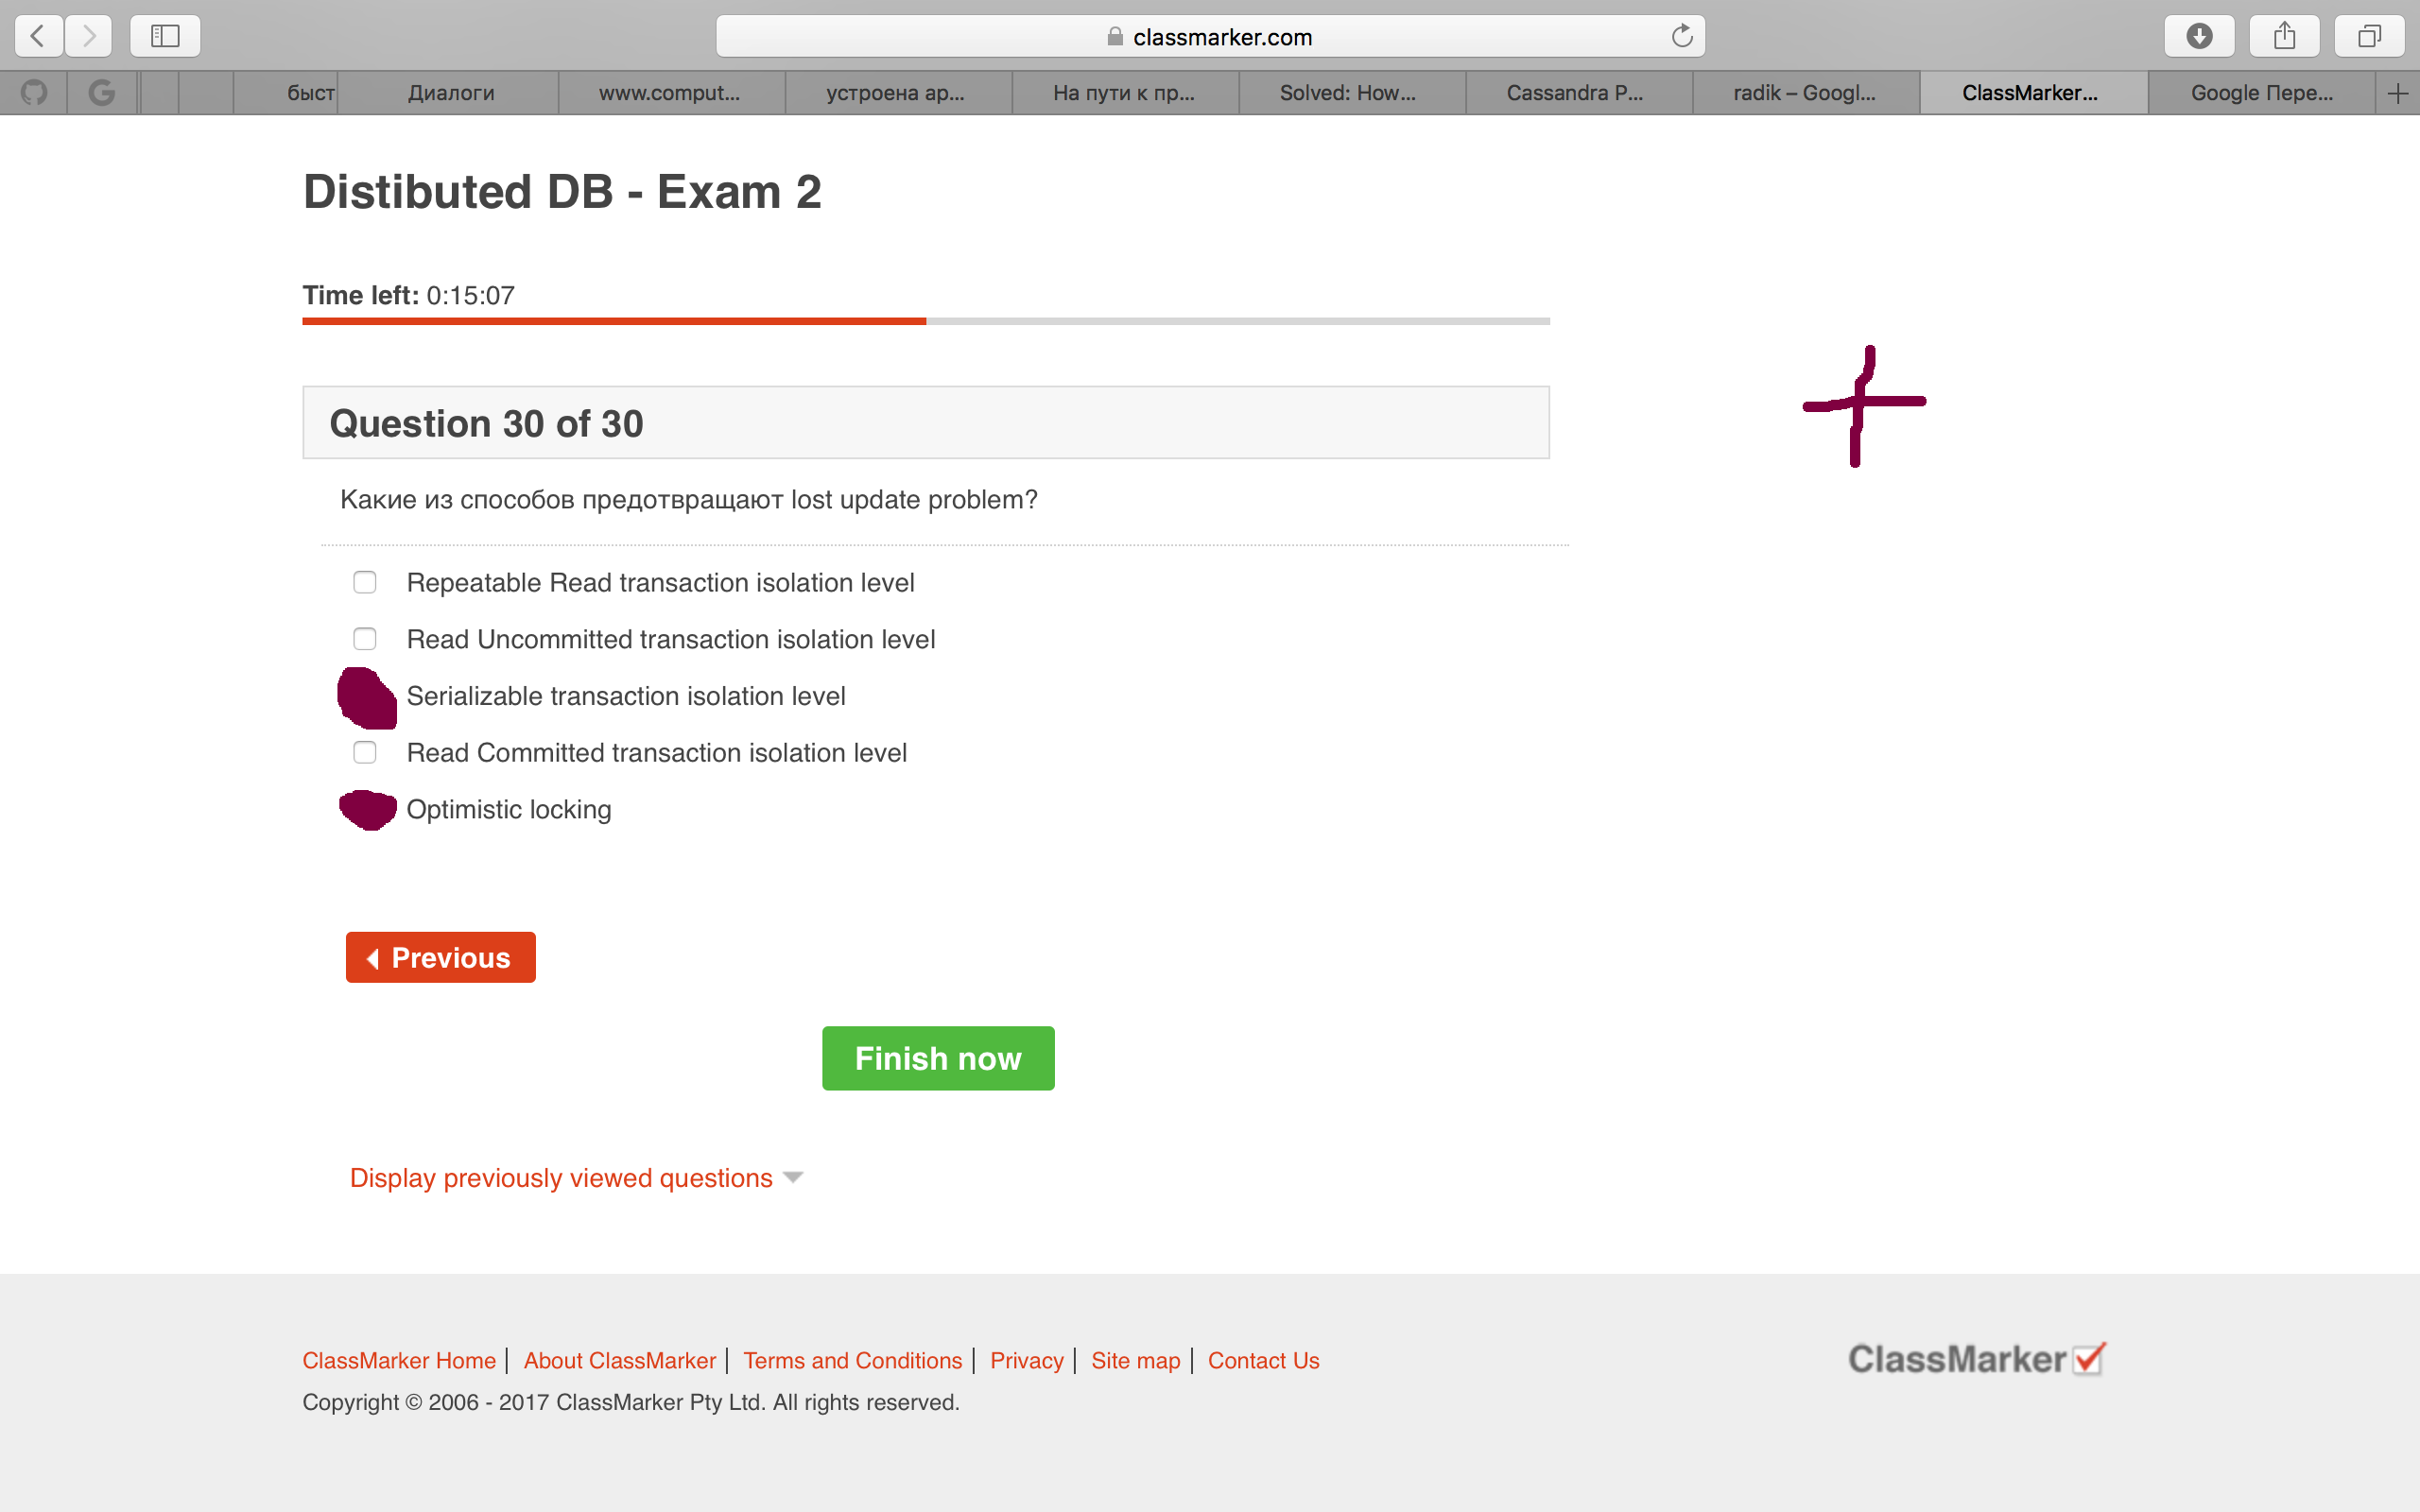 classmarker.com
быст
Диалоги
www.comput...
устроена ар...
На пути к пр...
Solved: How...
Cassandra P...
radik – Googl...
ClassMarker...
Google Пере...
Distibuted DB - Exam 2
Time left: 0:15:07
Question 30 of 30
Какие из способов предотвращают lost update problem?
Repeatable Read transaction isolation level
Read Uncommitted transaction isolation level
Serializable transaction isolation level
Read Committed transaction isolation level
Optimistic locking
Previous
Finish now
Display previously viewed questions
ClassMarker Home | About ClassMarker | Terms and Conditions | Privacy | Site map | Contact Us
ClassMarker
Copyright © 2006 - 2017 ClassMarker Pty Ltd. All rights reserved.